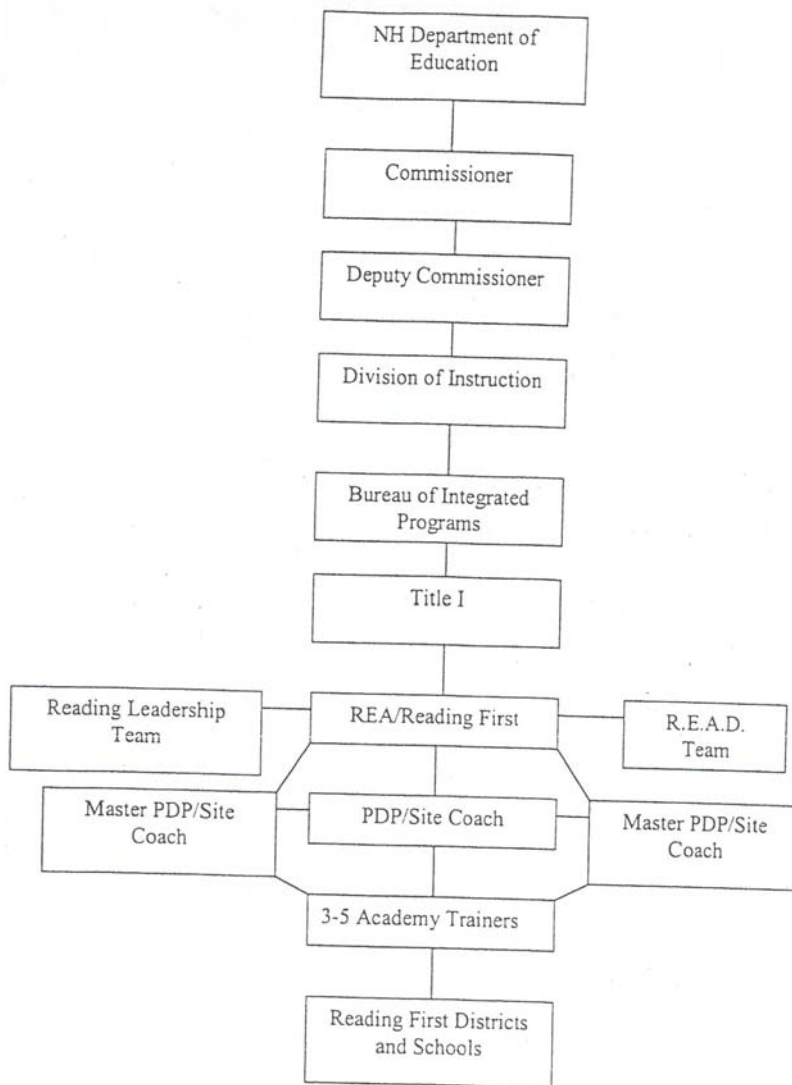 NH Department of
Education
Commissioner
Deputy Commissioner
Division of Instruction
Bureau of Integrated
Programs
Title I
Reading Leadership
Team
REA/Reading First
R.E.A.D.
Team
Master PDP/Site
Coach
PDP/Site Coach
Master PDP/Site
Coach
3-5 Academy Trainers
Reading First Districts
and Schools